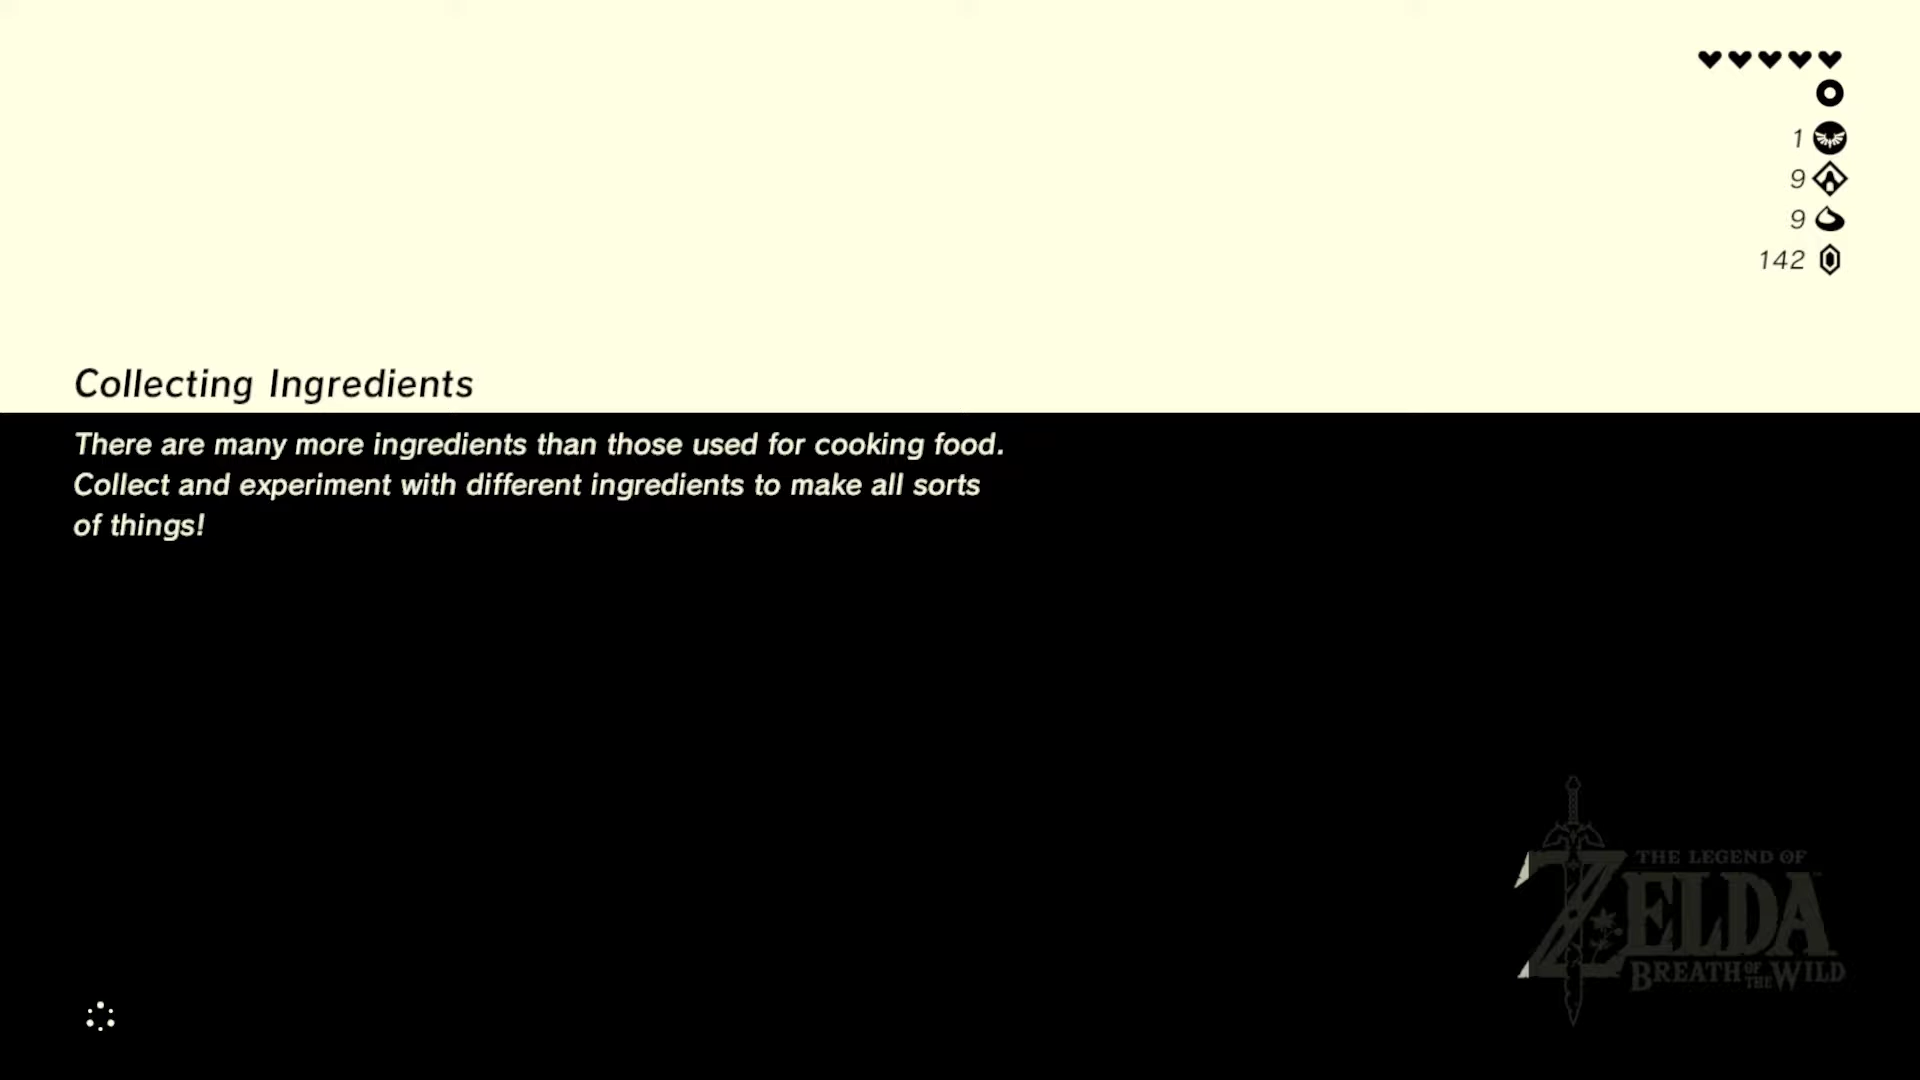 1
9
9
142
Collecting Ingredients
There are many more ingredients than those used for cooking food.
Collect and experiment with different ingredients to make all sorts
of things!
THE LEGEND OF
ZELDA
BREATH OF THE WILD